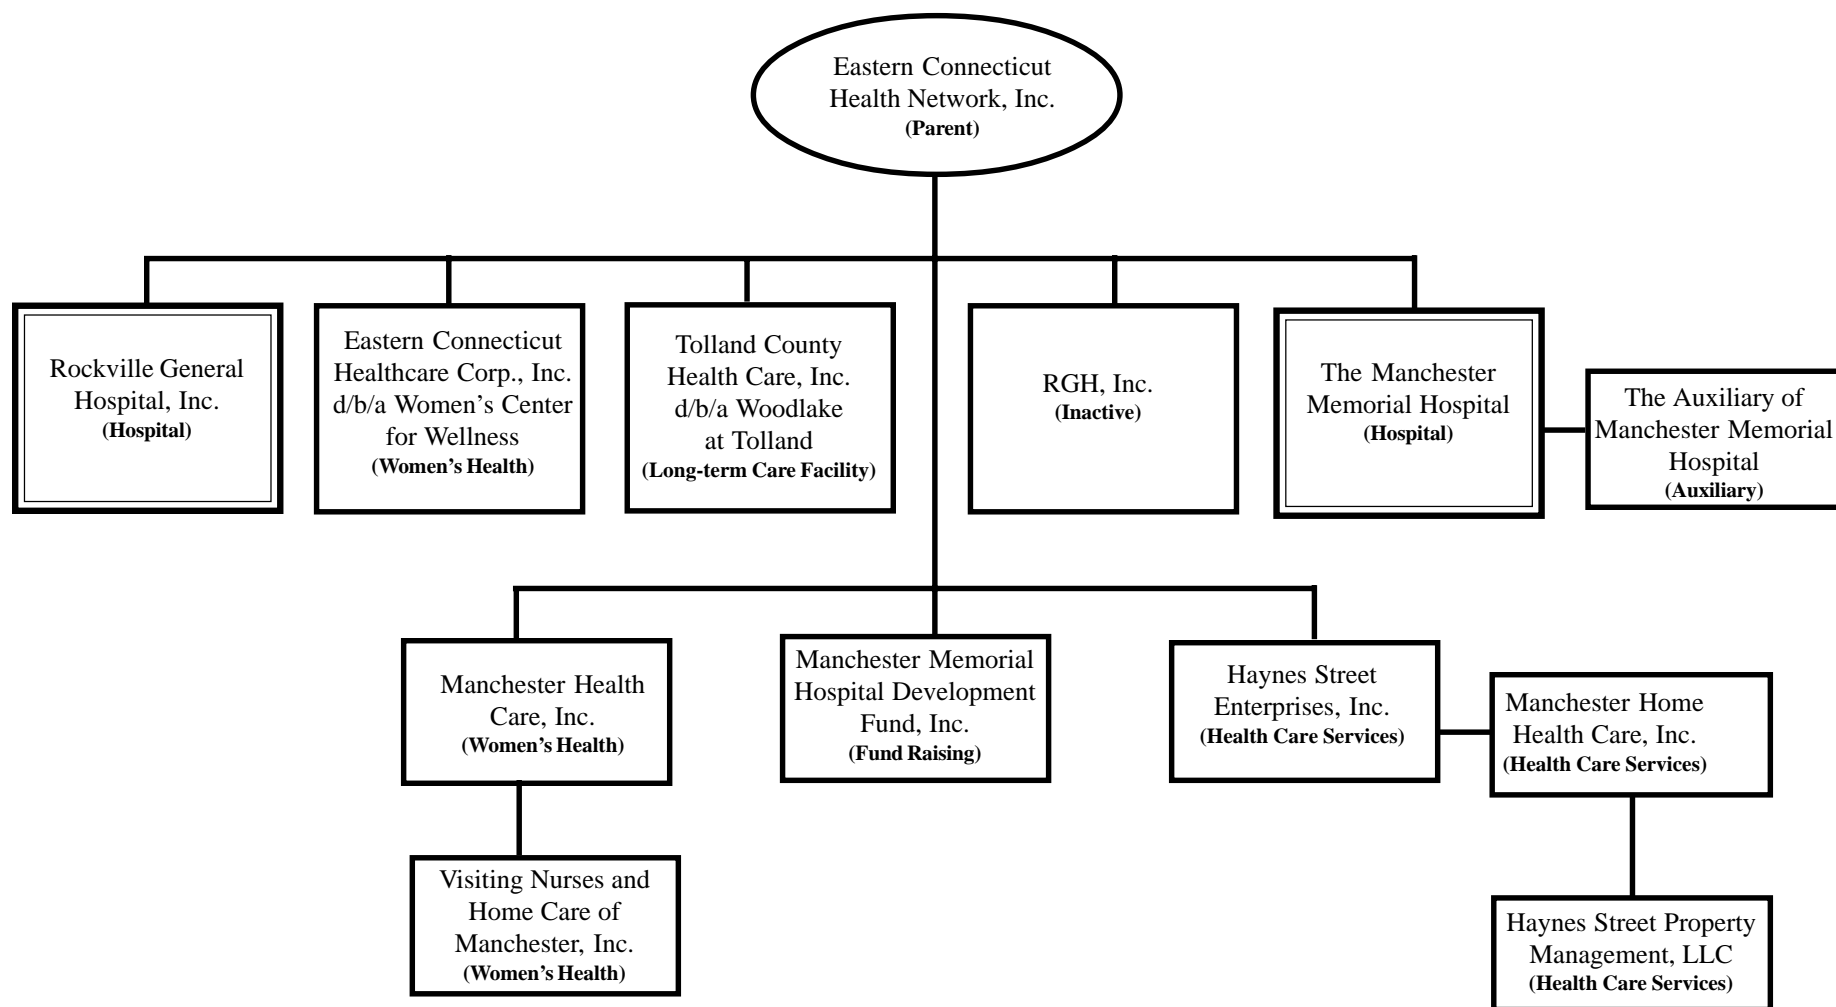 Eastern Connecticut
Health Network, Inc.
(Parent)
Rockville General
Hospital, Inc.
(Hospital)
Eastern Connecticut
Healthcare Corp., Inc.
d/b/a Women’s Center
for Wellness
(Women’s Health)
Tolland County
Health Care, Inc.
d/b/a Woodlake
at Tolland
(Long-term Care Facility)
RGH, Inc.
(Inactive)
The Manchester
Memorial Hospital
(Hospital)
The Auxiliary of
Manchester Memorial
Hospital
(Auxiliary)
Manchester Health
Care, Inc.
(Women’s Health)
Manchester Memorial
Hospital Development
Fund, Inc.
(Fund Raising)
Haynes Street
Enterprises, Inc.
(Health Care Services)
Manchester Home
Health Care, Inc.
(Health Care Services)
Visiting Nurses and
Home Care of
Manchester, Inc.
(Women’s Health)
Haynes Street Property
Management, LLC
(Health Care Services)